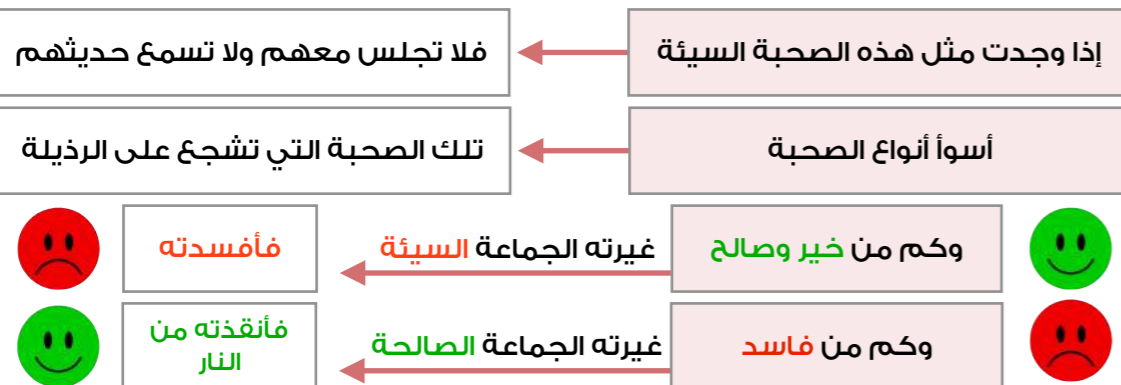 إذا وجدت مثل هذه الصحبة السيئة
فلا تجلس معهم ولا تسمع حديثهم
أسوأ أنواع الصحبة
تلك الصحبة التي تشجع على الرذيلة
وكم من خير وصالح
غيرته الجماعة السيئة
فأفسدته
وكم من فاسد
غيرته الجماعة الصالحة
فأنقذته من
النار